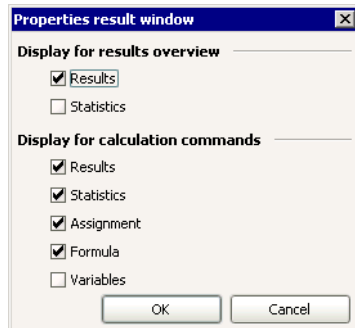 Properties result window
Display for results overview
Results
Statistics
Display for calculation commands
Results
Statistics
Assignment
Formula
Variables
OK Cancel